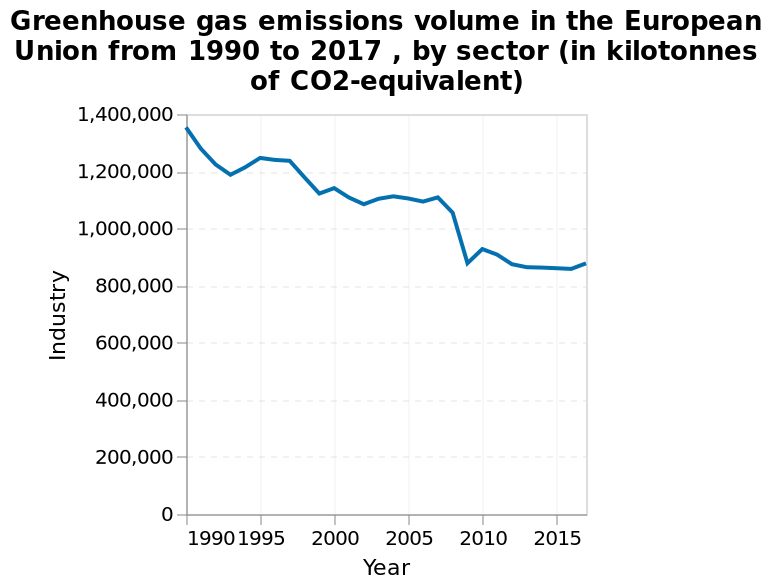 Greenhouse gas emissions volume in the European
Union from 1990 to 2017 , by sector (in kilotonnes
of CO2-equivalent)
1,400,000
1,200,000
1,000,000
800,000
600,000
400,000
200,000
0
Industry
1990 1995 2000 2005 2010 2015
Year